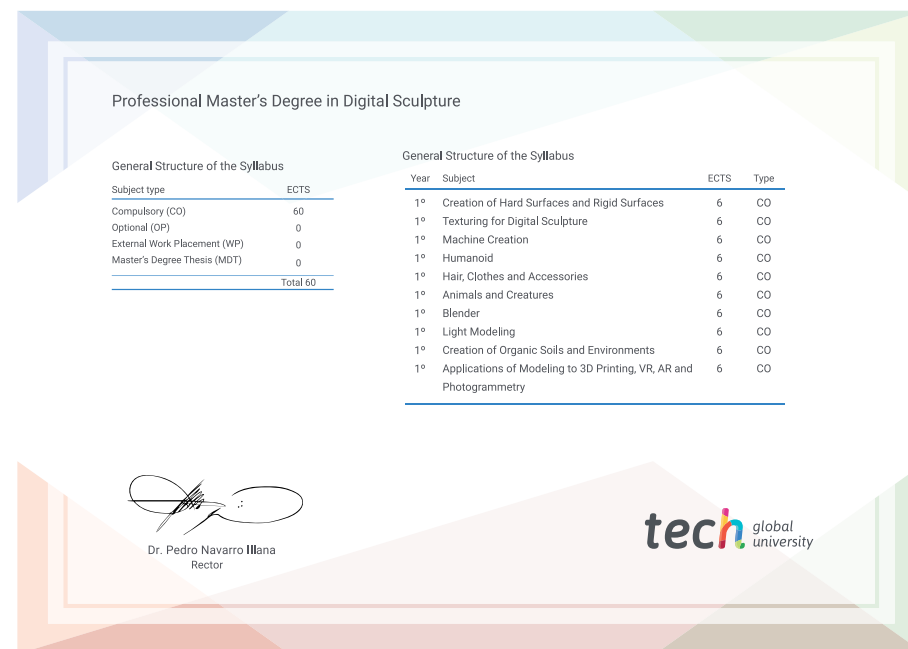 Professional Master's Degree in Digital Sculpture
General Structure of the Syllabus
Subject type ECTS
Compulsory (CO) 60
Optional (OP) 0
External Work Placement (WP) 0
Master's Degree Thesis (MDT) 0
Total 60
General Structure of the Syllabus
Year Subject ECTS Type
1º Creation of Hard Surfaces and Rigid Surfaces 6 CO
1º Texturing for Digital Sculpture 6 CO
1º Machine Creation 6 CO
1º Humanoid 6 CO
1º Hair, Clothes and Accessories 6 CO
1º Animals and Creatures 6 CO
1º Blender 6 CO
1º Light Modeling 6 CO
1º Creation of Organic Soils and Environments 6 CO
1º Applications of Modeling to 3D Printing, VR, AR and 6 CO
Photogrammetry
Dr. Pedro Navarro Illana
Rector
tech global
university